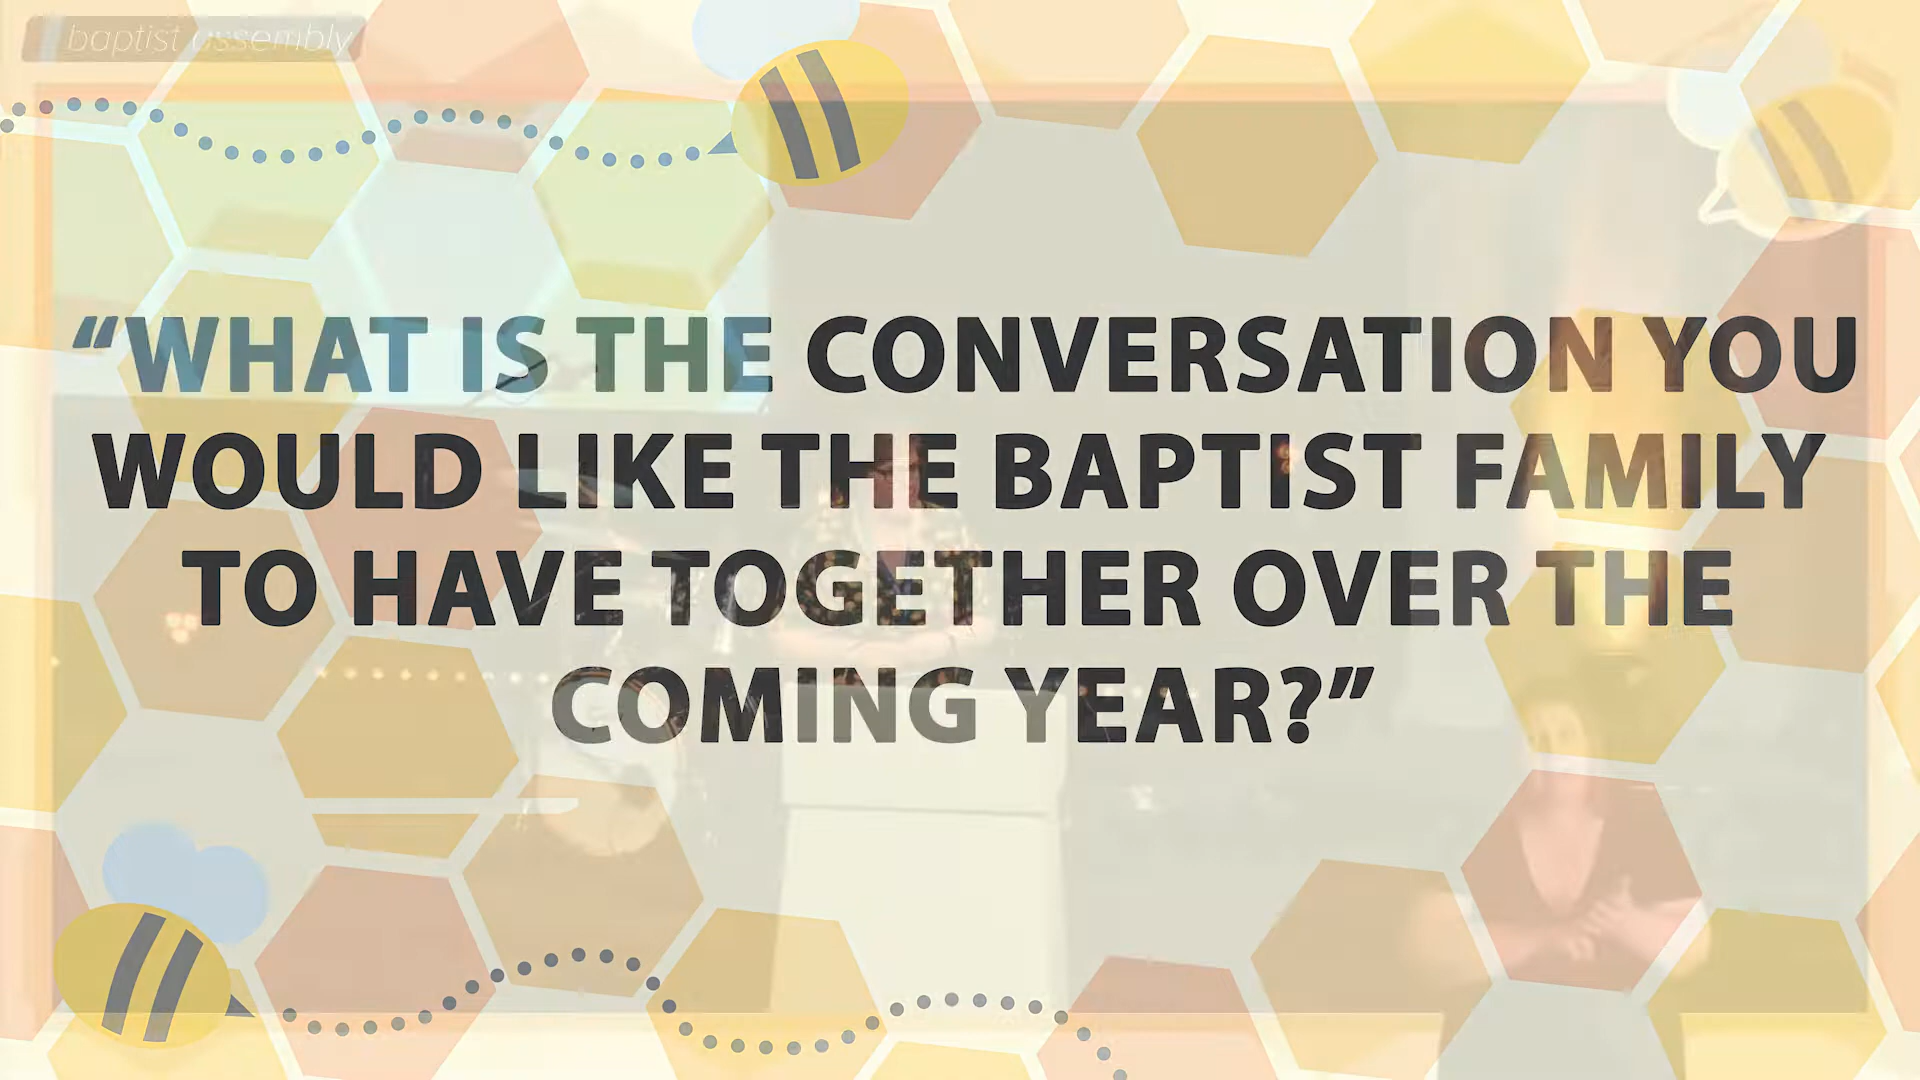 baptist assembly
“WHAT IS THE CONVERSATION YOU
WOULD LIKE THE BAPTIST FAMILY
TO HAVE TOGETHER OVER THE
COMING YEAR?”